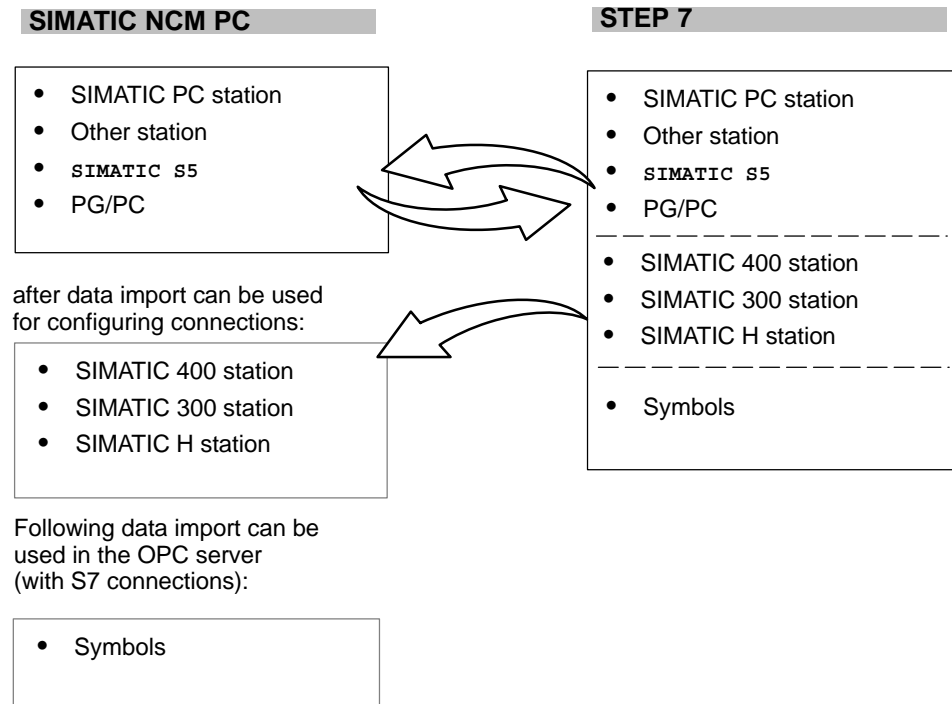 SIMATIC NCM PC
• SIMATIC PC station
• Other station
• SIMATIC S5
• PG/PC
after data import can be used
for configuring connections:
• SIMATIC 400 station
• SIMATIC 300 station
• SIMATIC H station
Following data import can be
used in the OPC server
(with S7 connections):
• Symbols
STEP 7
• SIMATIC PC station
• Other station
• SIMATIC S5
• PG/PC
• SIMATIC 400 station
• SIMATIC 300 station
• SIMATIC H station
• Symbols